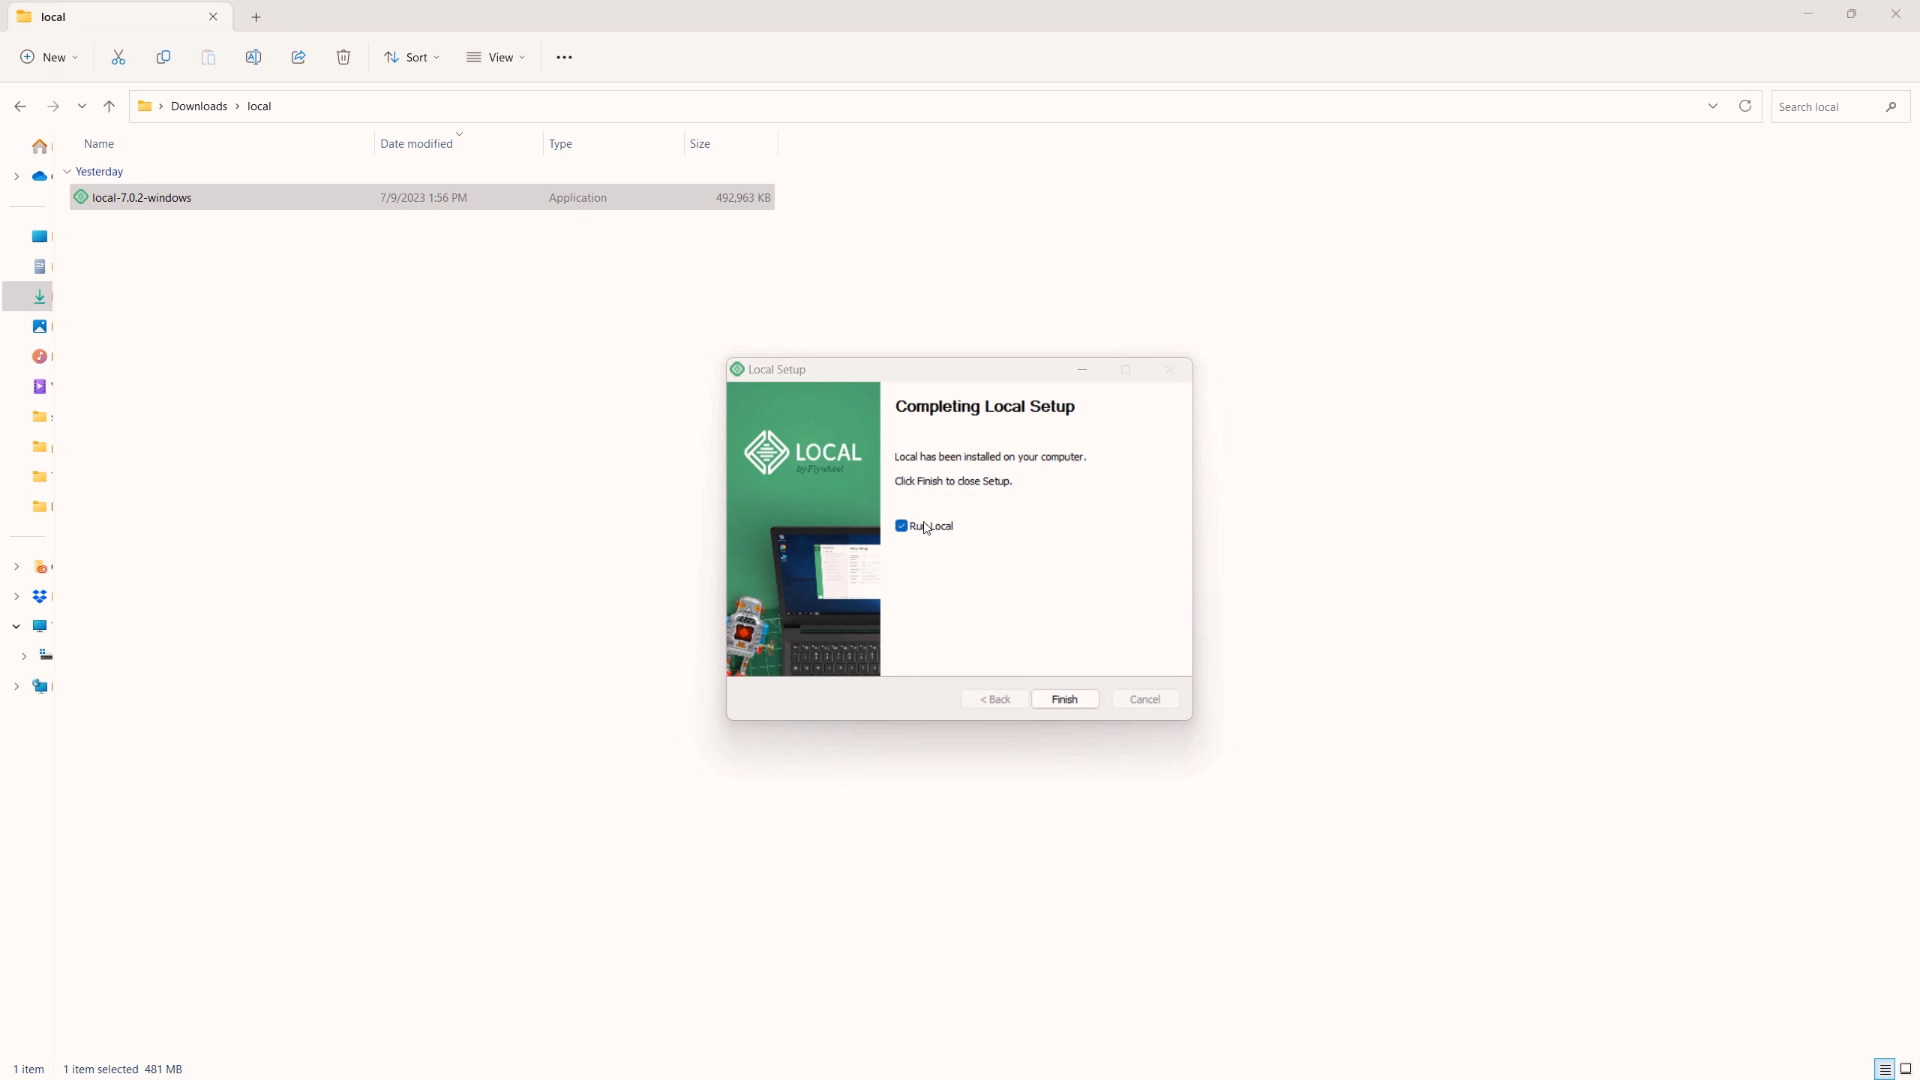 local
New
Sort
View
Downloads
local
Search local
Name
Date modified
Type
Size
Yesterday
local-7.0.2-windows
7/9/2023 1:56 PM
Application
492,963 KB
Local Setup
LOCAL
by Flywheel
Completing Local Setup
Local has been installed on your computer.
Click Finish to close Setup.
Run Local
< Back
Finish
Cancel
1 item
1 item selected 481 MB